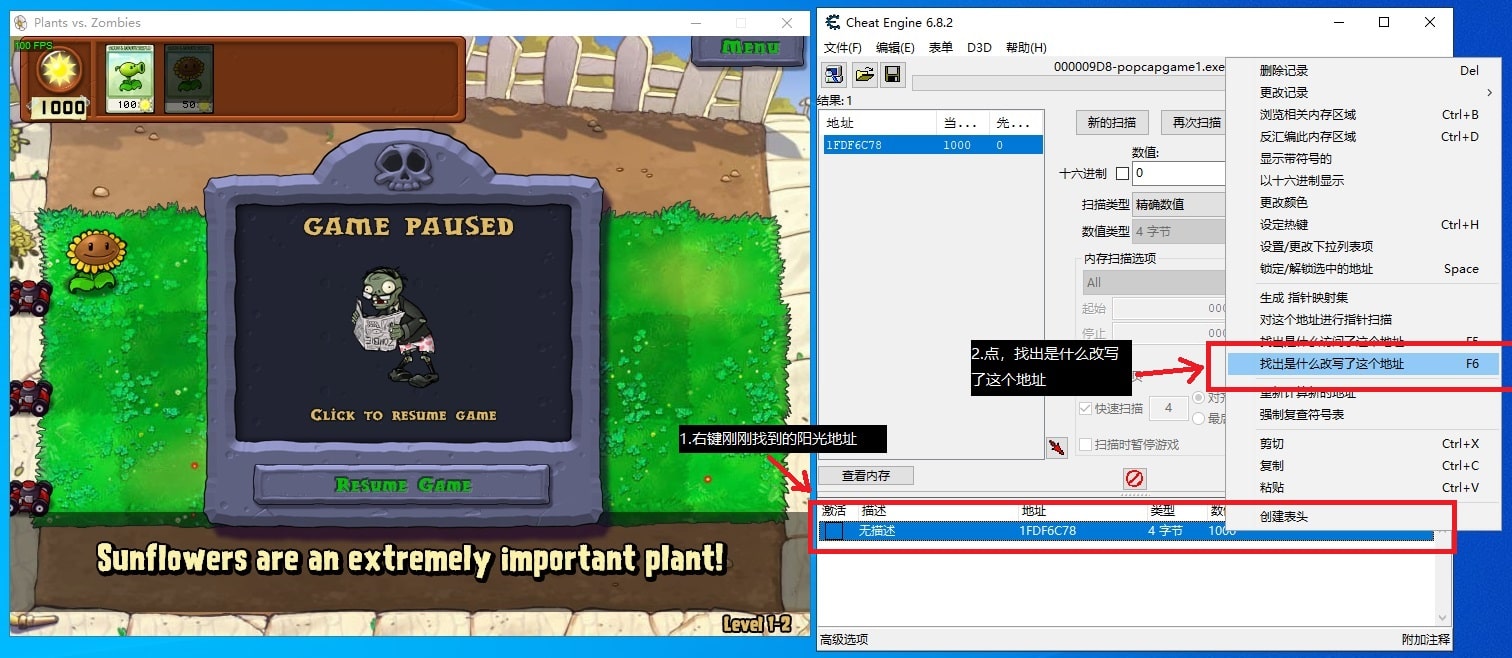 Plants vs. Zombies
100 FPS
1000
100
50
Menu
GAME PAUSED
CLICK TO RESUME GAME
RESUME GAME
Sunflowers are an extremely important plant!
Level 1-2
Cheat Engine 6.8.2
文件(F) 编辑(E) 表单 D3D 帮助(H)
000009D8-popcapgame1.exe
结果: 1
地址 当... 先...
1FDF6C78 1000 0
新的扫描 再次扫描
数值:
十六进制 0
扫描类型 精确数值
数值类型 4 字节
内存扫描选项
All
起始 000
停止 000
快速扫描 4
扫描时暂停游戏
查看内存
激活 描述 地址 类型
无描述 1FDF6C78 4 字节 1000
高级选项 附加注释
1.右键刚刚找到的阳光地址
2.点，找出是什么改写
了这个地址
删除记录 Del
更改记录
浏览相关内存区域 Ctrl+B
反汇编此内存区域 Ctrl+D
显示带符号的
以十六进制显示
更改颜色
设定热键 Ctrl+H
设置/更改下拉列表项
锁定/解锁选中的地址 Space
生成 指针映射集
对这个地址进行指针扫描
找出是什么访问了这个地址 F5
找出是什么改写了这个地址 F6
重新计算新的地址
强制复查符号表
剪切 Ctrl+X
复制 Ctrl+C
粘贴 Ctrl+V
创建表头